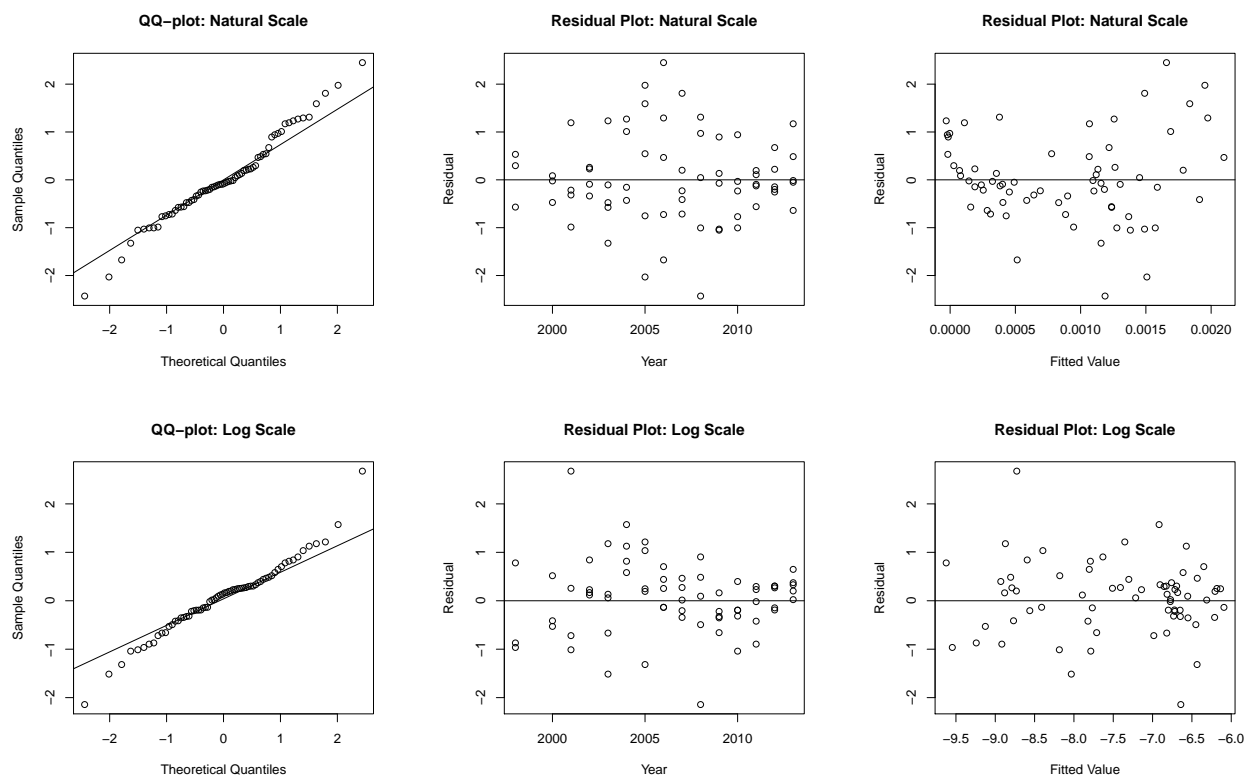 QQ−plot: Natural Scale
Sample Quantiles
2
1
0
−1
−2
−2 −1 0 1 2
Theoretical Quantiles
Residual Plot: Natural Scale
Residual
2
1
0
−1
−2
2000 2005 2010
Year
Residual Plot: Natural Scale
Residual
2
1
0
−1
−2
0.0000 0.0005 0.0010 0.0015 0.0020
Fitted Value
QQ−plot: Log Scale
Sample Quantiles
2
1
0
−1
−2
−2 −1 0 1 2
Theoretical Quantiles
Residual Plot: Log Scale
Residual
2
1
0
−1
−2
2000 2005 2010
Year
Residual Plot: Log Scale
Residual
2
1
0
−1
−2
−9.5 −9.0 −8.5 −8.0 −7.5 −7.0 −6.5 −6.0
Fitted Value